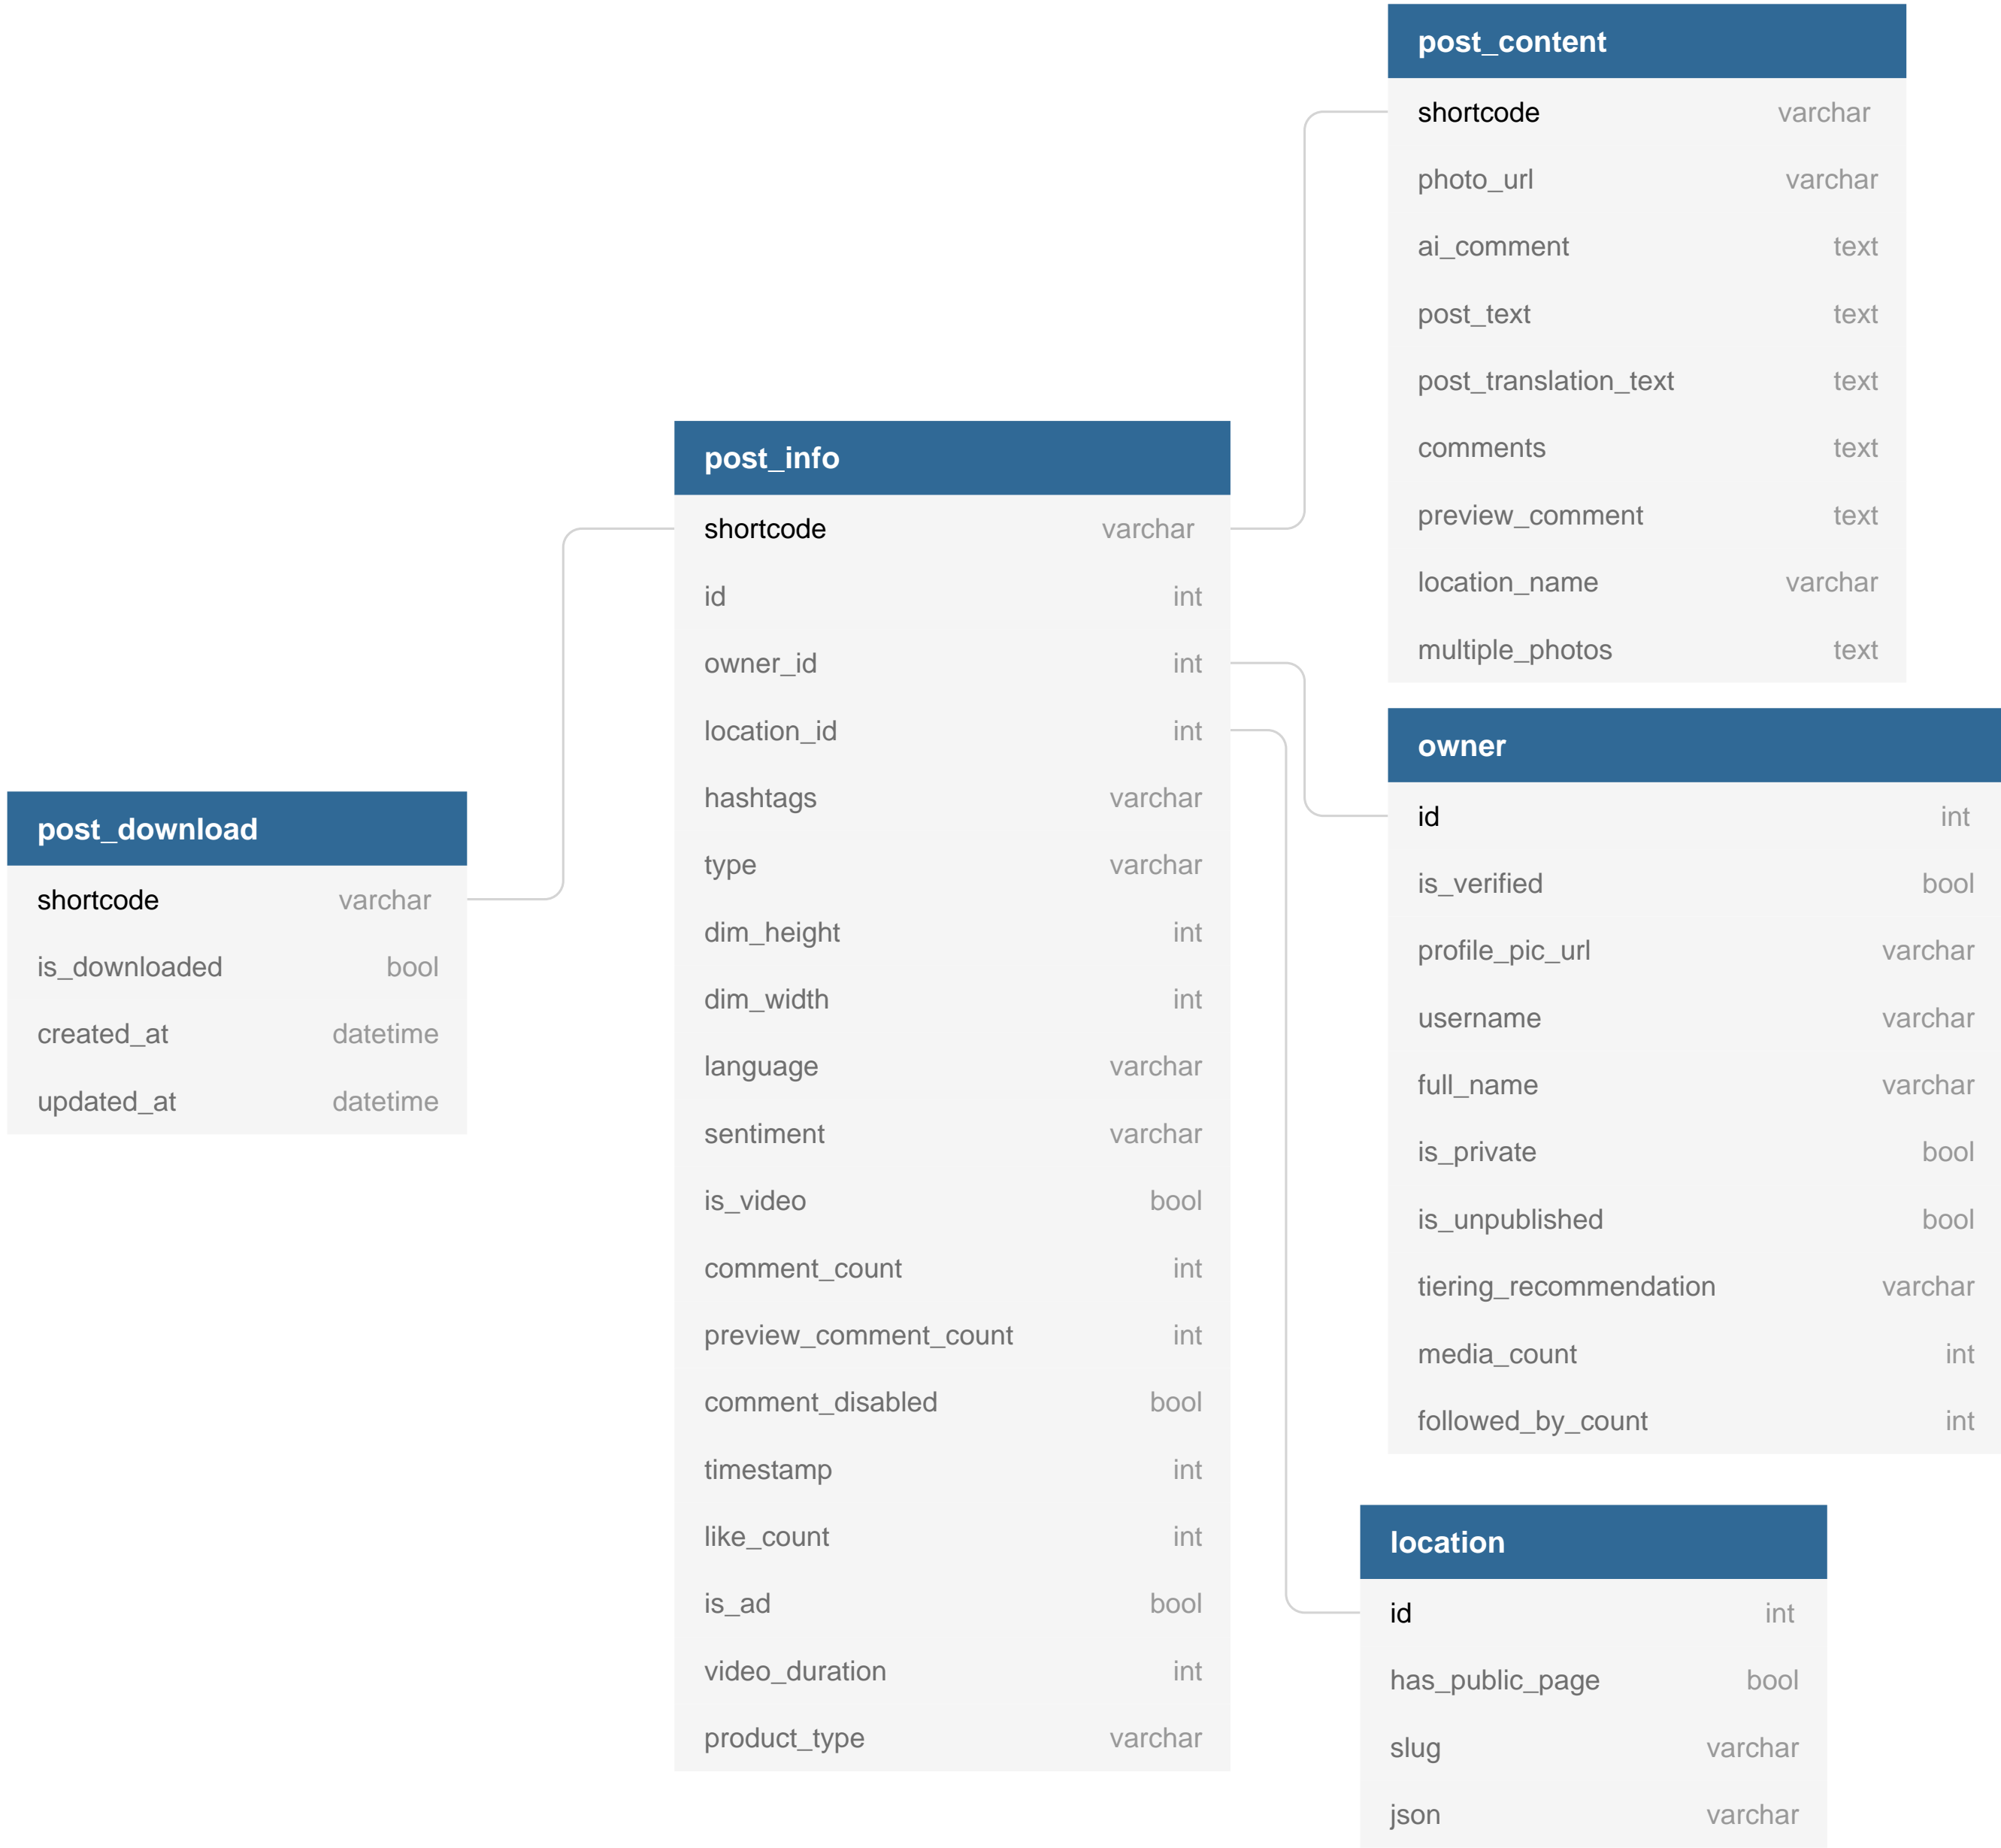 post_content
shortcode varchar
photo_url varchar
ai_comment text
post_text text
post_translation_text text
comments text
preview_comment text
location_name varchar
multiple_photos text
post_info
shortcode varchar
id int
owner_id int
location_id int
hashtags varchar
type varchar
dim_height int
dim_width int
language varchar
sentiment varchar
is_video bool
comment_count int
preview_comment_count int
comment_disabled bool
timestamp int
like_count int
is_ad bool
video_duration int
product_type varchar
owner
id int
is_verified bool
profile_pic_url varchar
username varchar
full_name varchar
is_private bool
is_unpublished bool
tiering_recommendation varchar
media_count int
followed_by_count int
post_download
shortcode varchar
is_downloaded bool
created_at datetime
updated_at datetime
location
id int
has_public_page bool
slug varchar
json varchar